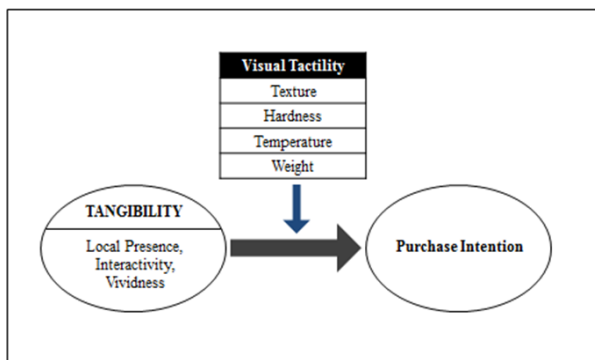 Visual Tactility
Texture
Hardness
Temperature
Weight
TANGIBILITY
Local Presence,
Interactivity,
Vividness
Purchase Intention